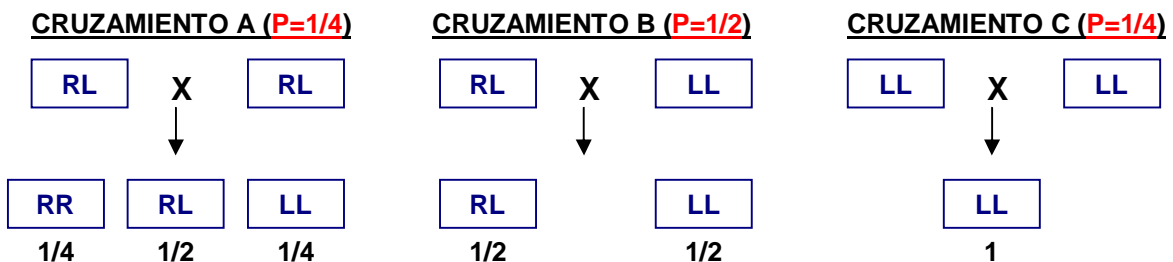 CRUZAMIENTO A (P=1/4) CRUZAMIENTO B (P=1/2) CRUZAMIENTO C (P=1/4)
RL X RL RL X LL LL X LL
RR RL LL RL LL LL
1/4 1/2 1/4 1/2 1/2 1